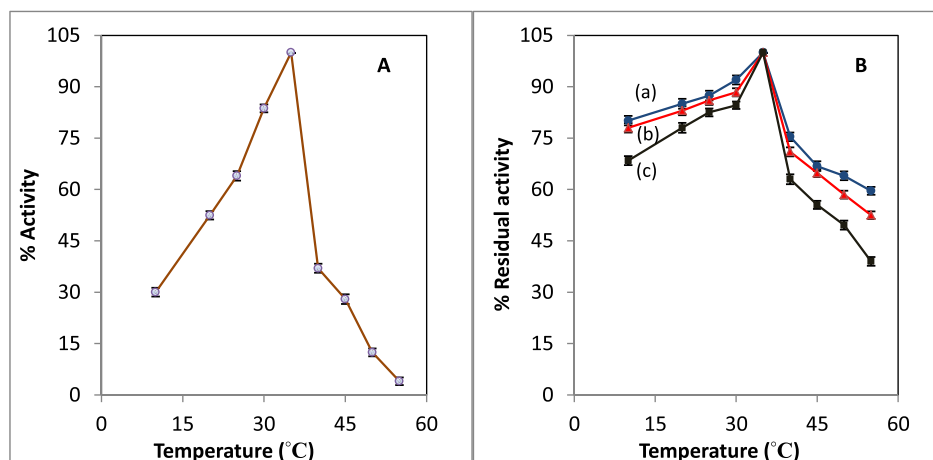 A
% Activity
105
90
75
60
45
30
15
0
0 15 30 45 60
Temperature (°C)
B
% Residual activity
105
90
75
60
45
30
15
0
(a)
(b)
(c)
0 15 30 45 60
Temperature (°C)